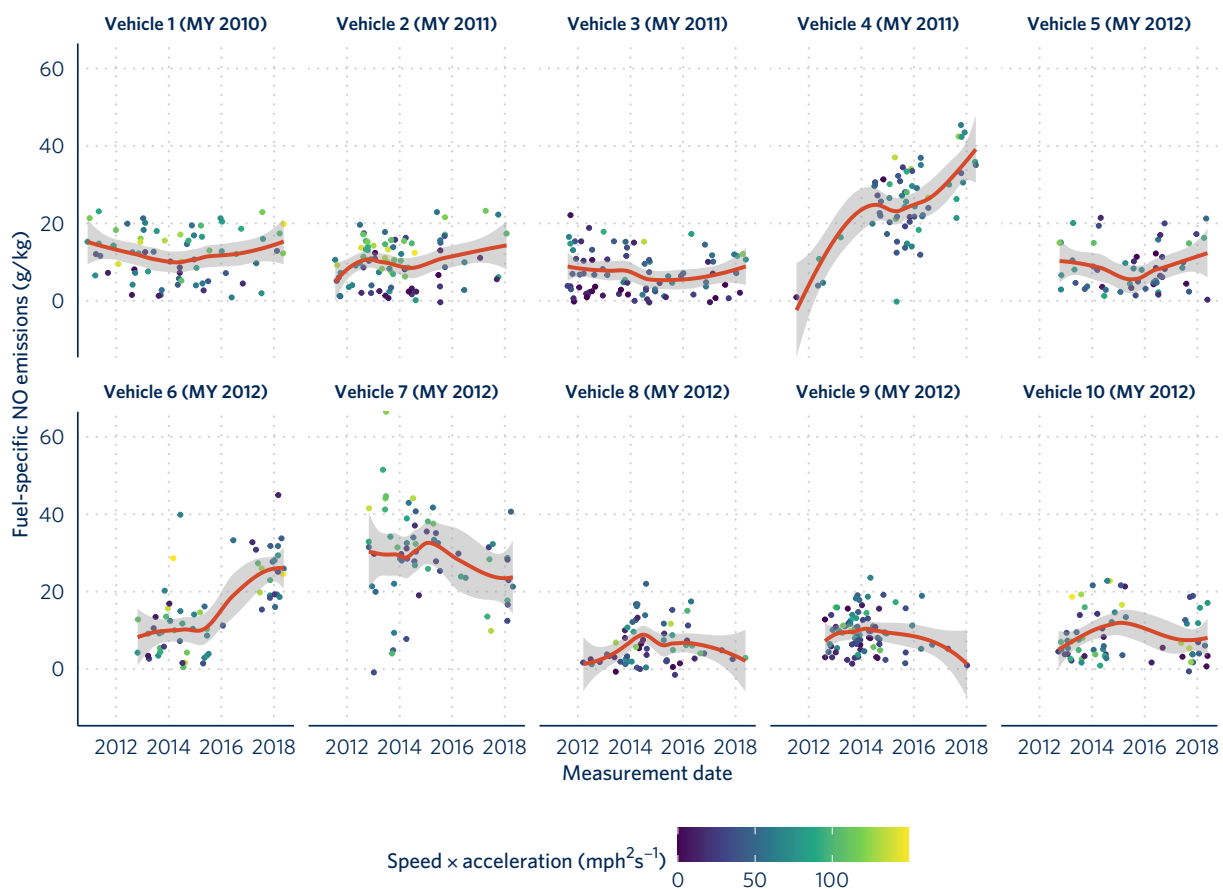 Vehicle 1 (MY 2010) Vehicle 2 (MY 2011) Vehicle 3 (MY 2011) Vehicle 4 (MY 2011) Vehicle 5 (MY 2012)
60
40
20
0
Fuel-specific NO emissions (g/kg)
Vehicle 6 (MY 2012) Vehicle 7 (MY 2012) Vehicle 8 (MY 2012) Vehicle 9 (MY 2012) Vehicle 10 (MY 2012)
60
40
20
0
2012 2014 2016 2018 2012 2014 2016 2018 2012 2014 2016 2018 2012 2014 2016 2018 2012 2014 2016 2018
Measurement date
Speed × acceleration (mph²s⁻¹)
0 50 100